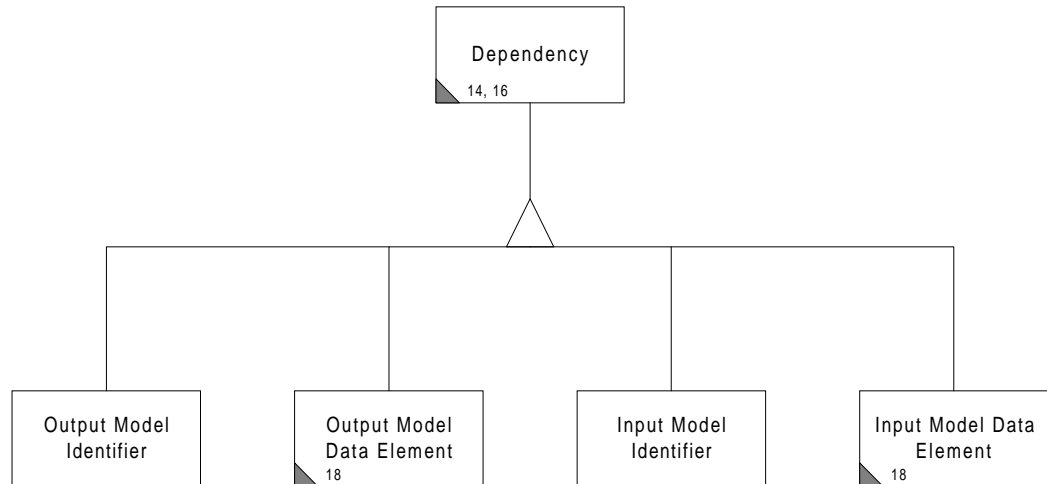 Dependency
14, 16
Output Model
Identifier
Output Model
Data Element
18
Input Model
Identifier
Input Model Data
Element
18